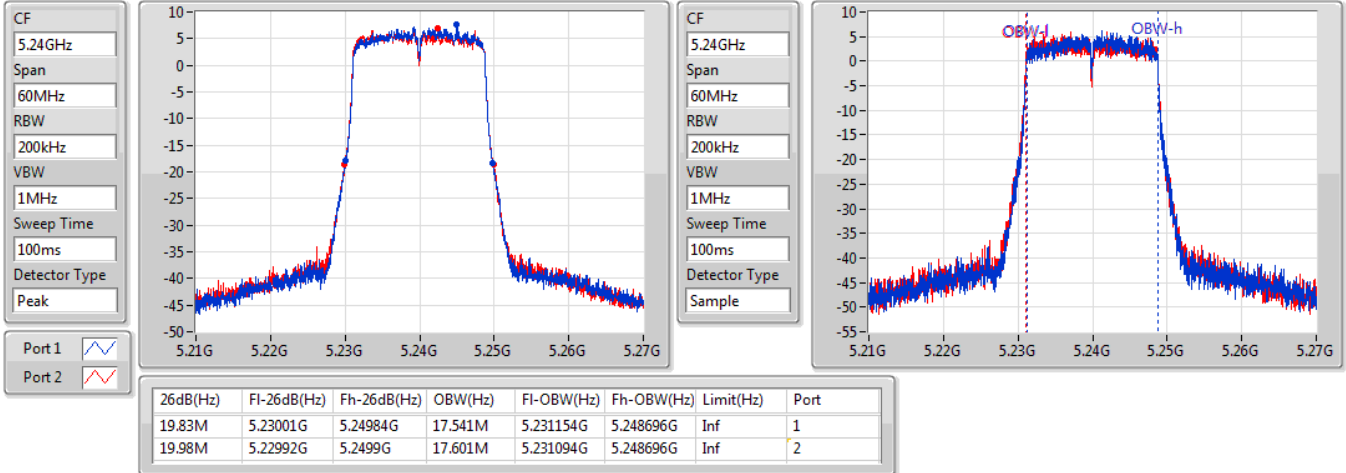 CF
5.24GHz
Span
60MHz
RBW
200kHz
VBW
1MHz
Sweep Time
100ms
Detector Type
Peak
Port 1
Port 2
10
5
0
-5
-10
-15
-20
-25
-30
-35
-40
-45
-50
5.21G 5.22G 5.23G 5.24G 5.25G 5.26G 5.27G
CF
5.24GHz
Span
60MHz
RBW
200kHz
VBW
1MHz
Sweep Time
100ms
Detector Type
Sample
OBW-l OBW-h
10
5
0
-5
-10
-15
-20
-25
-30
-35
-40
-45
-50
-55
5.21G 5.22G 5.23G 5.24G 5.25G 5.26G 5.27G
26dB(Hz) Fl-26dB(Hz) Fh-26dB(Hz) OBW(Hz) Fl-OBW(Hz) Fh-OBW(Hz) Limit(Hz) Port
19.83M 5.23001G 5.24984G 17.541M 5.231154G 5.248696G Inf 1
19.98M 5.22992G 5.2499G 17.601M 5.231094G 5.248696G Inf 2